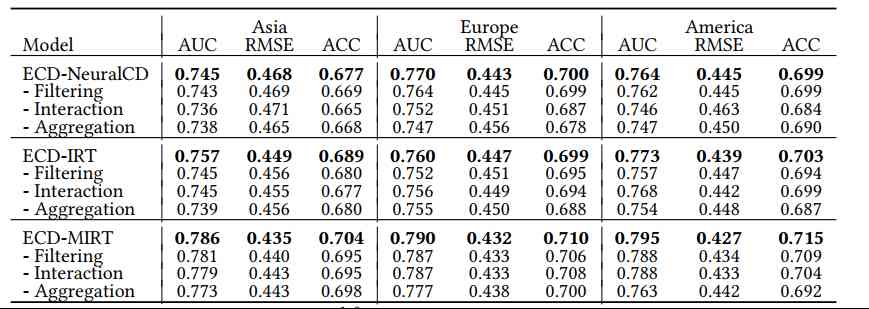 Asia Europe America
Model AUC RMSE ACC AUC RMSE ACC AUC RMSE ACC
ECD-NeuralCD 0.745 0.468 0.677 0.770 0.443 0.700 0.764 0.445 0.699
- Filtering 0.743 0.469 0.669 0.764 0.445 0.699 0.762 0.445 0.699
- Interaction 0.736 0.471 0.665 0.752 0.451 0.687 0.746 0.463 0.684
- Aggregation 0.738 0.465 0.668 0.747 0.456 0.678 0.747 0.450 0.690
ECD-IRT 0.757 0.449 0.689 0.760 0.447 0.699 0.773 0.439 0.703
- Filtering 0.745 0.456 0.680 0.752 0.451 0.695 0.757 0.447 0.694
- Interaction 0.745 0.455 0.677 0.756 0.449 0.694 0.768 0.442 0.699
- Aggregation 0.739 0.456 0.680 0.755 0.450 0.688 0.754 0.448 0.687
ECD-MIRT 0.786 0.435 0.704 0.790 0.432 0.710 0.795 0.427 0.715
- Filtering 0.781 0.440 0.695 0.787 0.433 0.706 0.788 0.434 0.709
- Interaction 0.779 0.443 0.695 0.787 0.433 0.708 0.788 0.433 0.704
- Aggregation 0.773 0.443 0.698 0.777 0.438 0.700 0.763 0.442 0.692